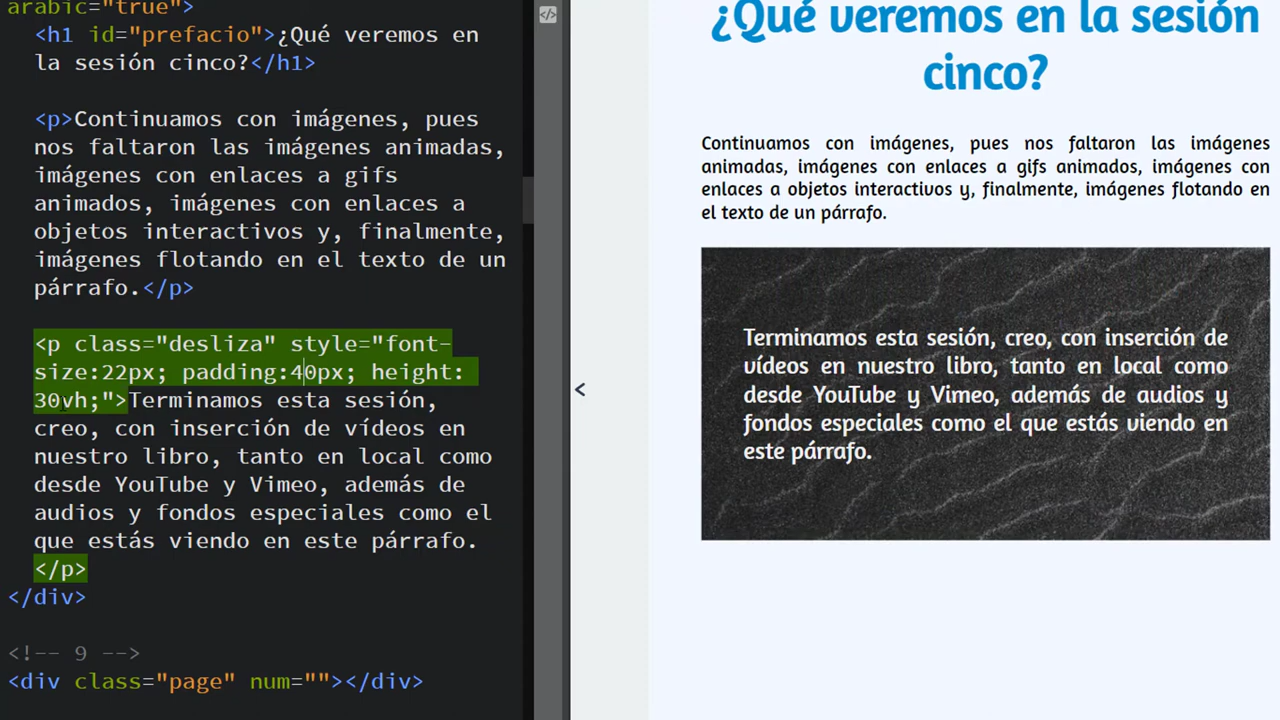 arabic="true">
<h1 id="prefacio">¿Qué veremos en
la sesión cinco?</h1>
<p>Continuamos con imágenes, pues
nos faltaron las imágenes animadas,
imágenes con enlaces a gifs
animados, imágenes con enlaces a
objetos interactivos y, finalmente,
imágenes flotando en el texto de un
párrafo.</p>
<p class="desliza" style="font-
size:22px; padding:40px; height:
30vh;">Terminamos esta sesión,
creo, con inserción de vídeos en
nuestro libro, tanto en local como
desde YouTube y Vimeo, además de
audios y fondos especiales como el
que estás viendo en este párrafo.
</p>
</div>
<!-- 9 -->
<div class="page" num=""></div>
</>
<
¿Qué veremos en la sesión
cinco?
Continuamos con imágenes, pues nos faltaron las imágenes
animadas, imágenes con enlaces a gifs animados, imágenes con
enlaces a objetos interactivos y, finalmente, imágenes flotando en
el texto de un párrafo.
Terminamos esta sesión, creo, con inserción de
vídeos en nuestro libro, tanto en local como
desde YouTube y Vimeo, además de audios y
fondos especiales como el que estás viendo en
este párrafo.